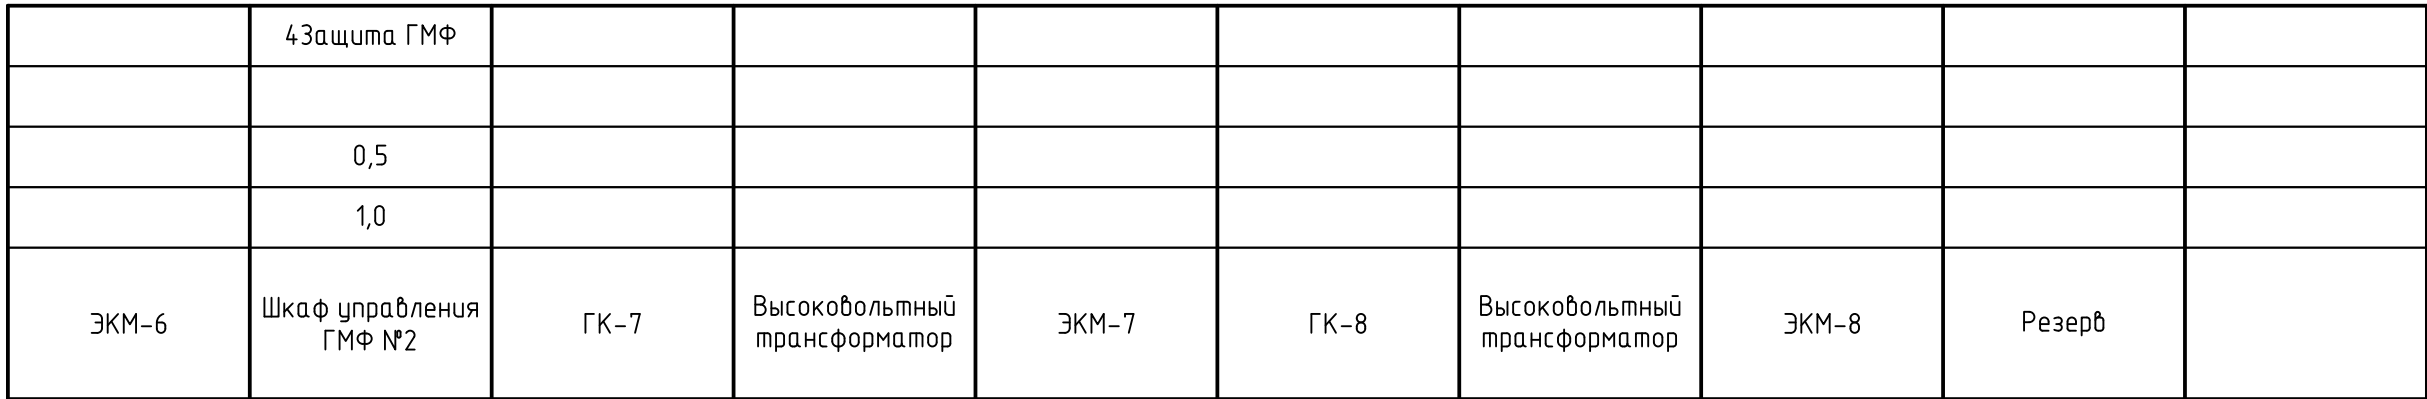 4Защита ГМФ
0,5
1,0
ЭКМ-6
Шкаф управления
ГМФ №2
ГК-7
Высоковольтный
трансформатор
ЭКМ-7
ГК-8
Высоковольтный
трансформатор
ЭКМ-8
Резерв